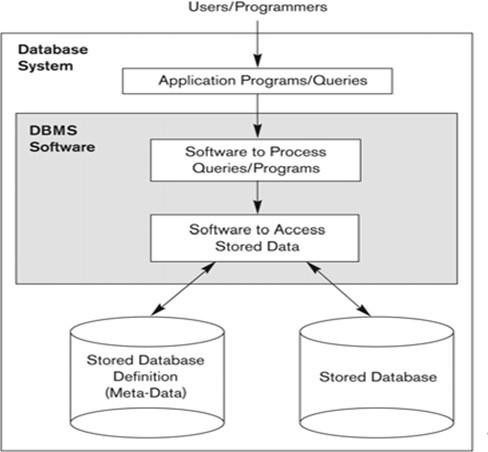 Users/Programmers
Database
System
Application Programs/Queries
DBMS
Software
Software to Process
Queries/Programs
Software to Access
Stored Data
Stored Database
Definition
(Meta-Data)
Stored Database